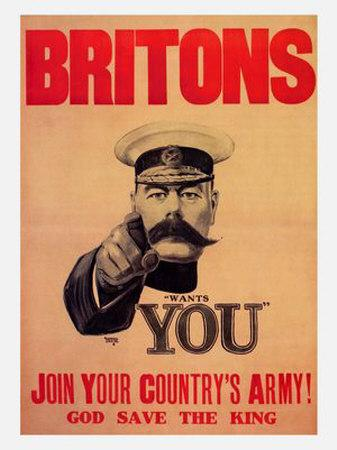 BRITONS
"WANTS
YOU"
JOIN YOUR COUNTRY'S ARMY!
GOD SAVE THE KING